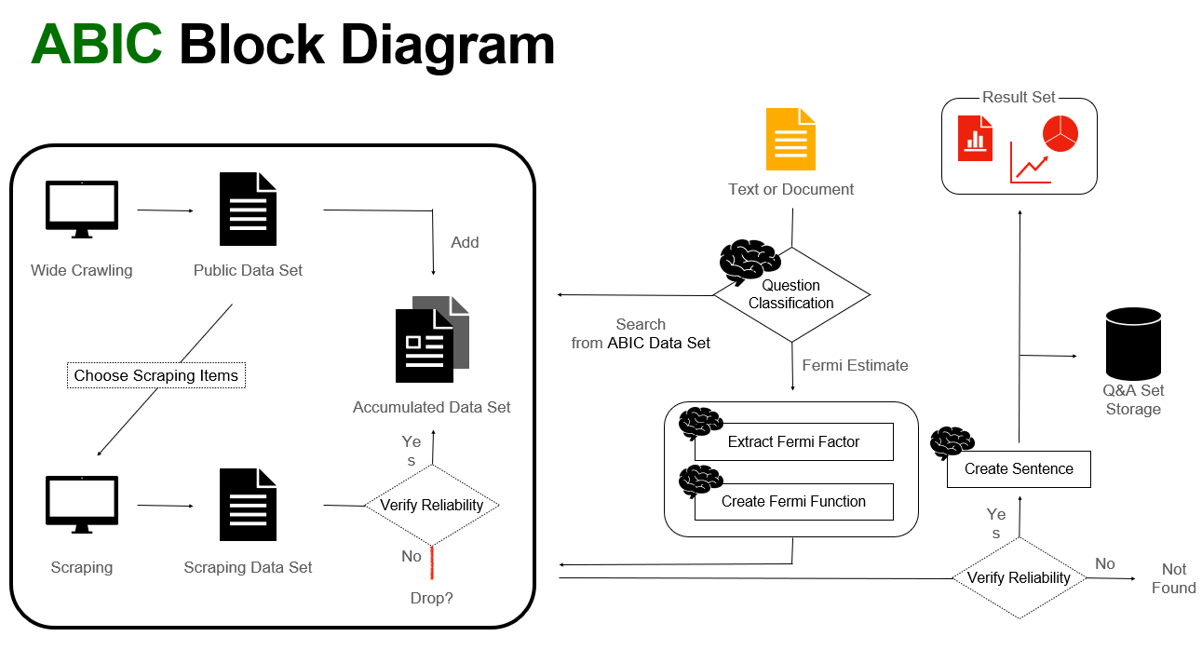 ABIC Block Diagram
Wide Crawling
Public Data Set
Add
Choose Scraping Items
Accumulated Data Set
Ye
s
Verify Reliability
No
Drop?
Scraping
Scraping Data Set
Text or Document
Question
Classification
Search
from ABIC Data Set
Fermi Estimate
Extract Fermi Factor
Create Fermi Function
Result Set
Q&A Set
Storage
Create Sentence
Ye
s
Verify Reliability
No
Not
Found